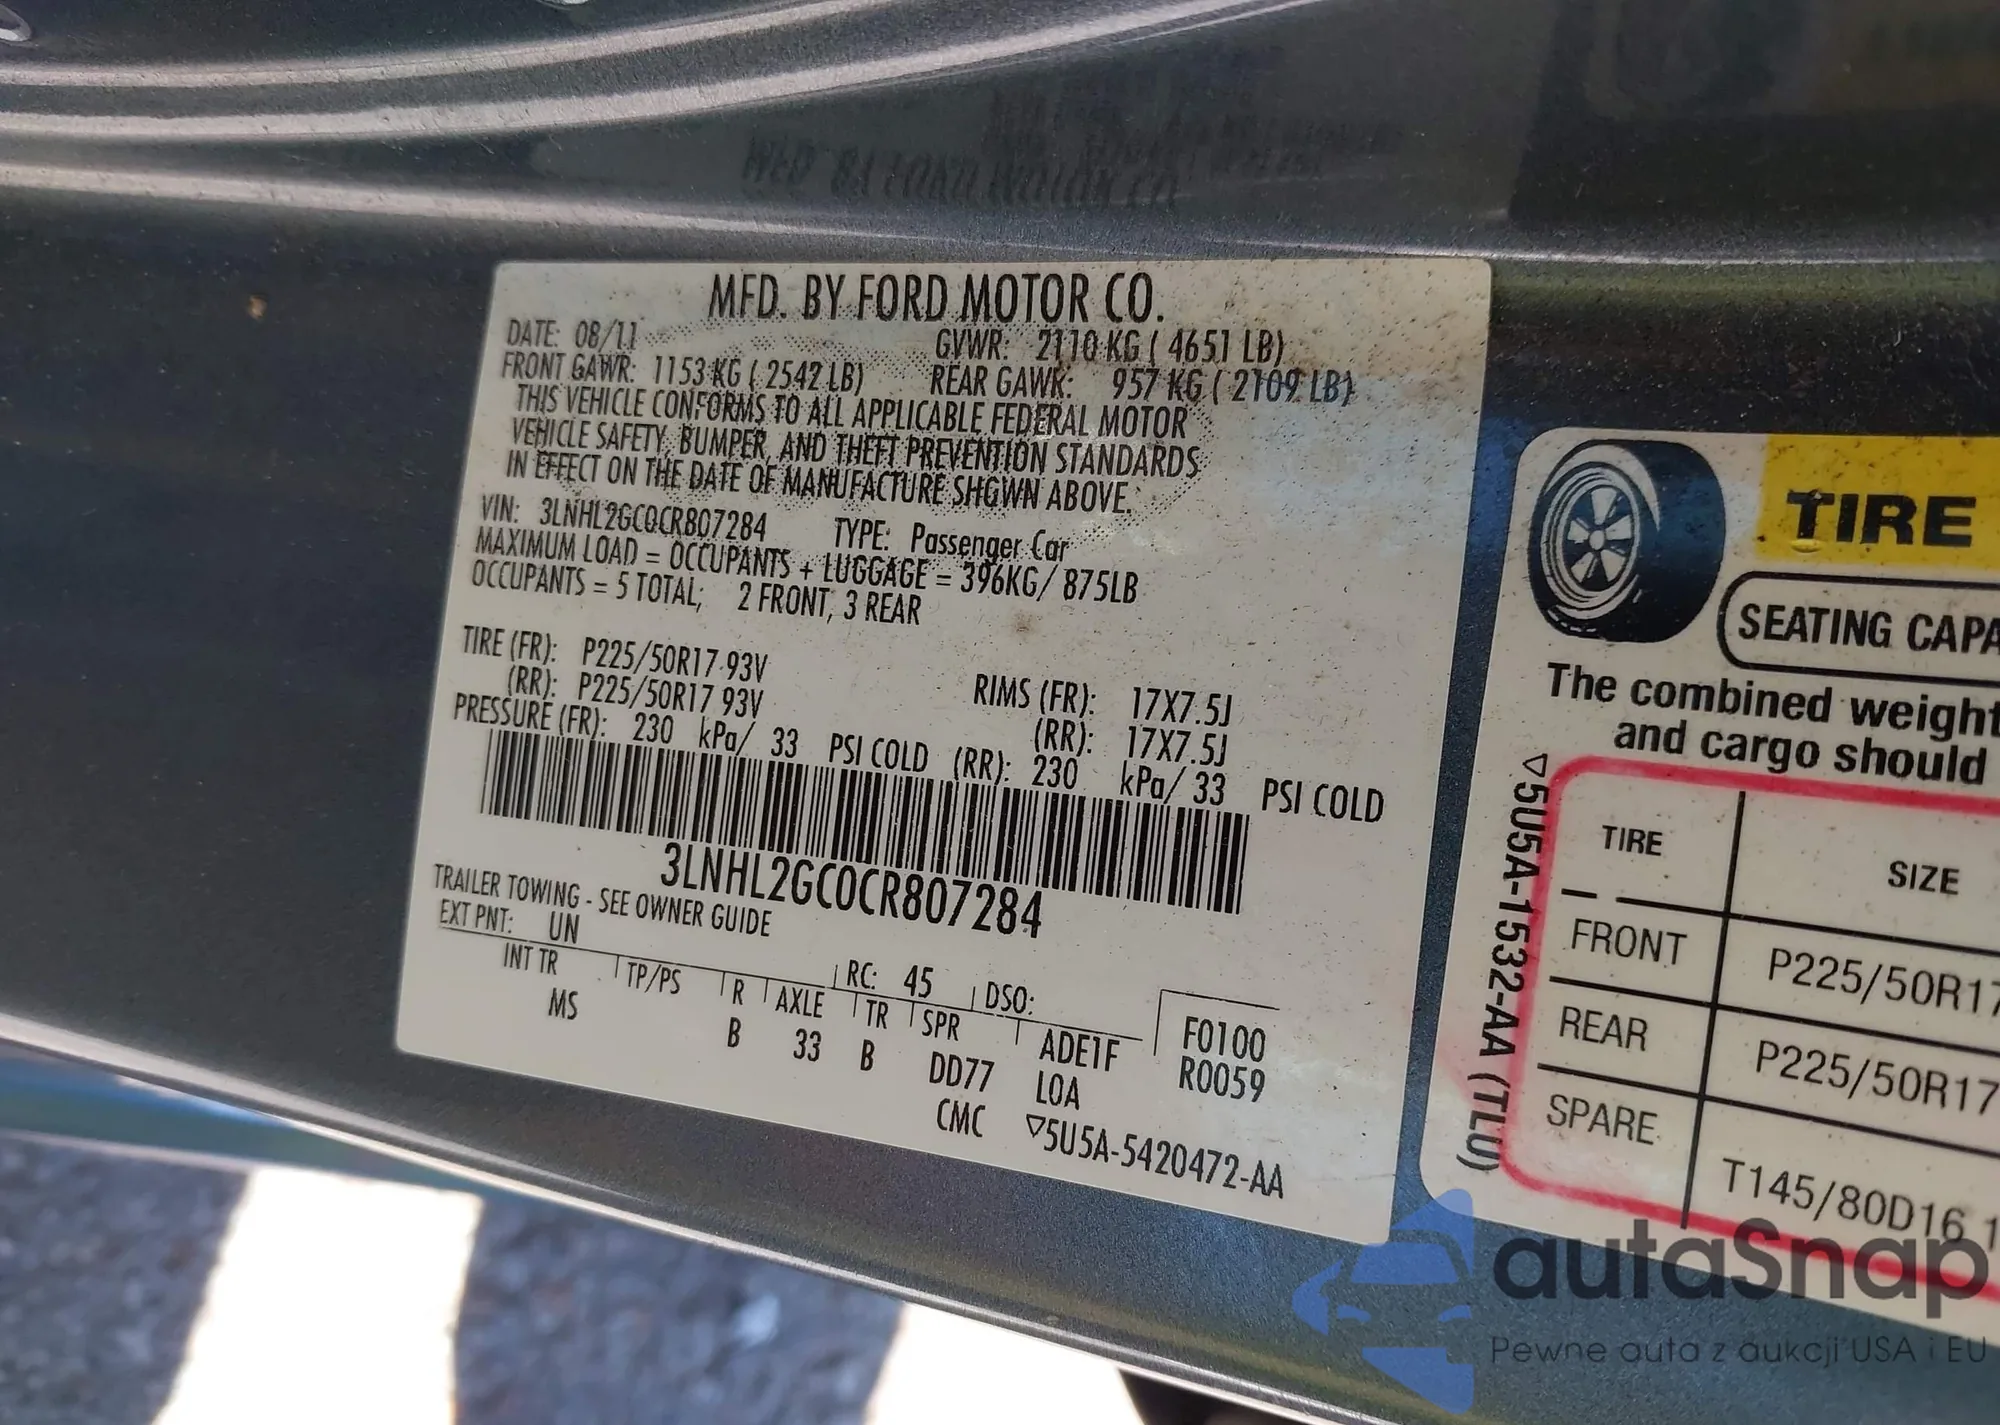 MFD. BY FORD MOTOR CO.
DATE: 08/11 GVWR: 2110 KG ( 4651 LB)
FRONT GAWR: 1153 KG ( 2542 LB) REAR GAWR: 957 KG ( 2109 LB)
THIS VEHICLE CONFORMS TO ALL APPLICABLE FEDERAL MOTOR
VEHICLE SAFETY, BUMPER, AND THEFT PREVENTION STANDARDS
IN EFFECT ON THE DATE OF MANUFACTURE SHOWN ABOVE.
VIN: 3LNHL2GC0CR807284 TYPE: Passenger Car
MAXIMUM LOAD = OCCUPANTS + LUGGAGE = 396KG/ 875LB
OCCUPANTS = 5 TOTAL; 2 FRONT, 3 REAR
TIRE (FR): P225/50R17 93V RIMS (FR): 17X7.5J
(RR): P225/50R17 93V (RR): 17X7.5J
PRESSURE (FR): 230 kPa/ 33 PSI COLD (RR): 230 kPa/ 33 PSI COLD
3LNHL2GC0CR807284
TRAILER TOWING - SEE OWNER GUIDE
EXT PNT: UN RC: 45 DSO:
INT TR TP/PS R AXLE TR SPR ADE1F F0100
MS B 33 B DD77 LOA R0059
CMC ▽5U5A-5420472-AA
TIRE
SEATING CAPA
The combined weight
and cargo should
▽5U5A-1532-AA (TL0)
TIRE SIZE
FRONT P225/50R17
REAR P225/50R17
SPARE T145/80D16 1
autaSnap
Pewne auta z aukcji USA i EU